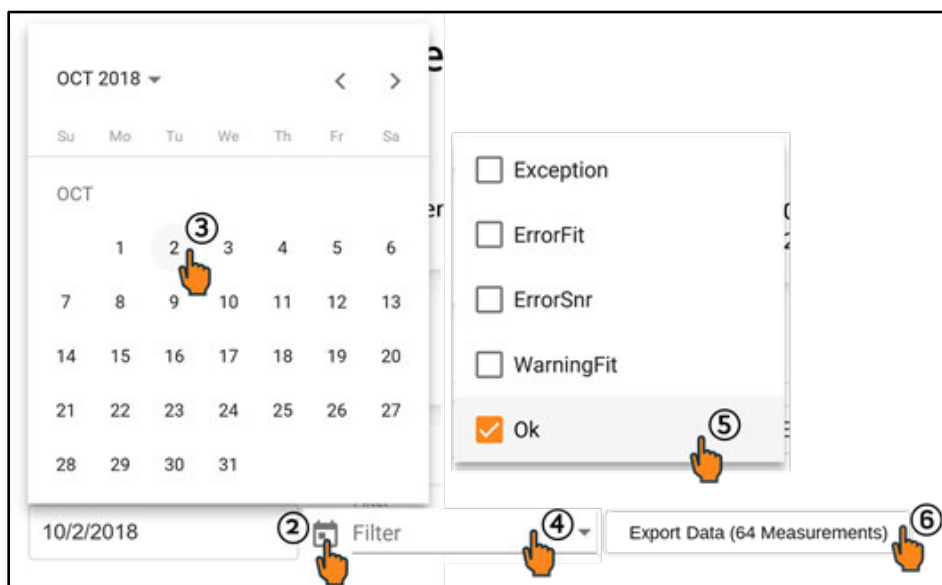 e
OCT 2018
Su Mo Tu We Th Fr Sa
OCT
③
1 2 3 4 5 6
7 8 9 10 11 12 13
14 15 16 17 18 19 20
21 22 23 24 25 26 27
28 29 30 31
er
Exception
ErrorFit
ErrorSnr
WarningFit
Ok
⑤
10/2/2018
②
Filter
④
Export Data (64 Measurements)
⑥